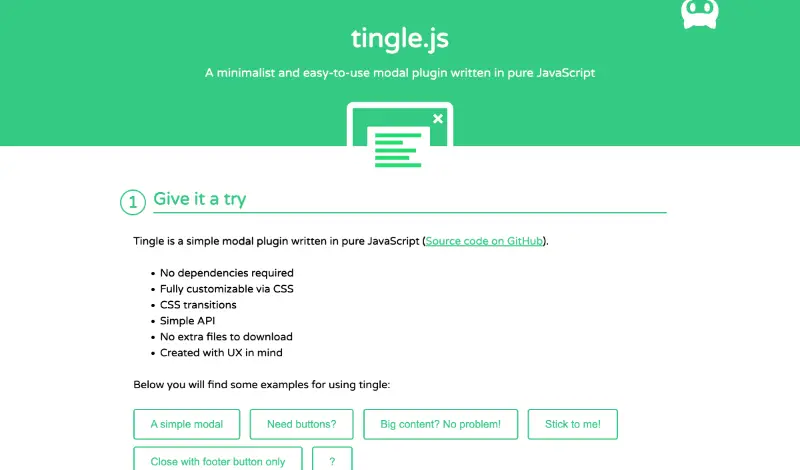 tingle.js
A minimalist and easy-to-use modal plugin written in pure JavaScript
1 Give it a try
Tingle is a simple modal plugin written in pure JavaScript (Source code on GitHub).
• No dependencies required
• Fully customizable via CSS
• CSS transitions
• Simple API
• No extra files to download
• Created with UX in mind
Below you will find some examples for using tingle:
A simple modal Need buttons? Big content? No problem! Stick to me!
Close with footer button only ?